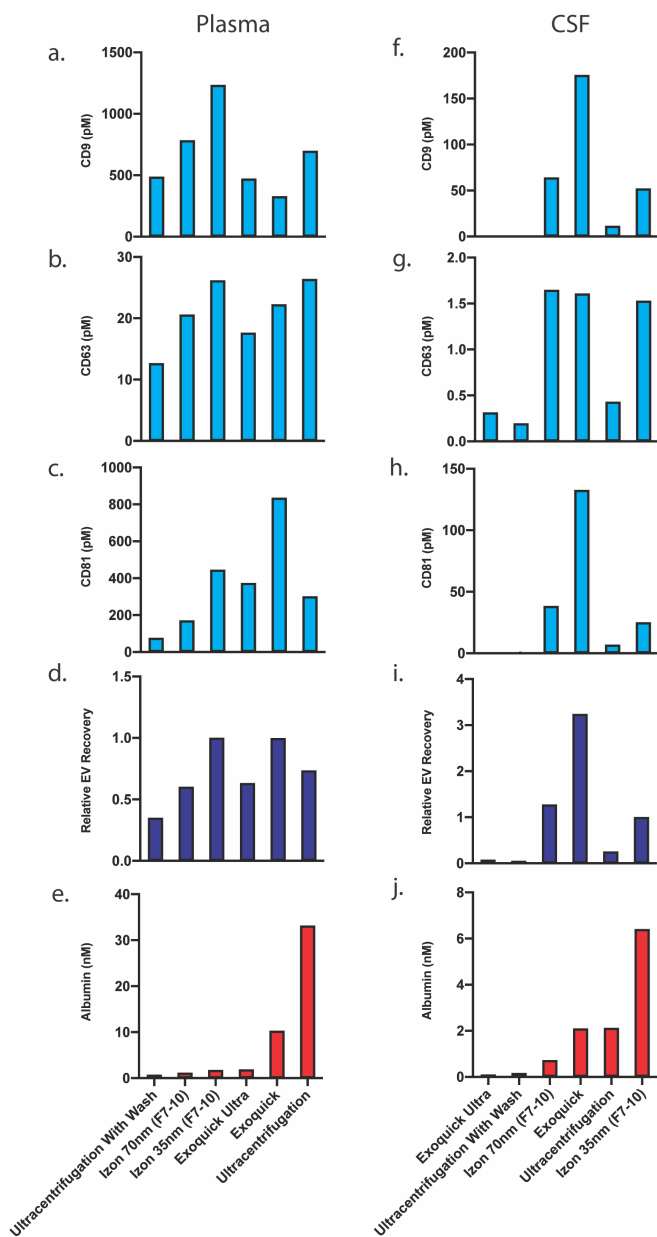 Plasma
CSF
a.
1500
1000
500
0
CD9 (pM)
f.
200
150
100
50
0
CD9 (pM)
b.
30
20
10
0
CD63 (pM)
g.
2.0
1.5
1.0
0.5
0.0
CD63 (pM)
c.
1000
800
600
400
200
0
CD81 (pM)
h.
150
100
50
0
CD81 (pM)
d.
1.5
1.0
0.5
0.0
Relative EV Recovery
i.
4
3
2
1
0
Relative EV Recovery
e.
40
30
20
10
0
Albumin (nM)
j.
8
6
4
2
0
Albumin (nM)
Ultracentrifugation With Wash
Izon 70nm (F7-10)
Izon 35nm (F7-10)
Exoquick Ultra
Exoquick
Ultracentrifugation
Exoquick Ultra
Ultracentrifugation With Wash
Izon 70nm (F7-10)
Exoquick
Ultracentrifugation
Izon 35nm (F7-10)